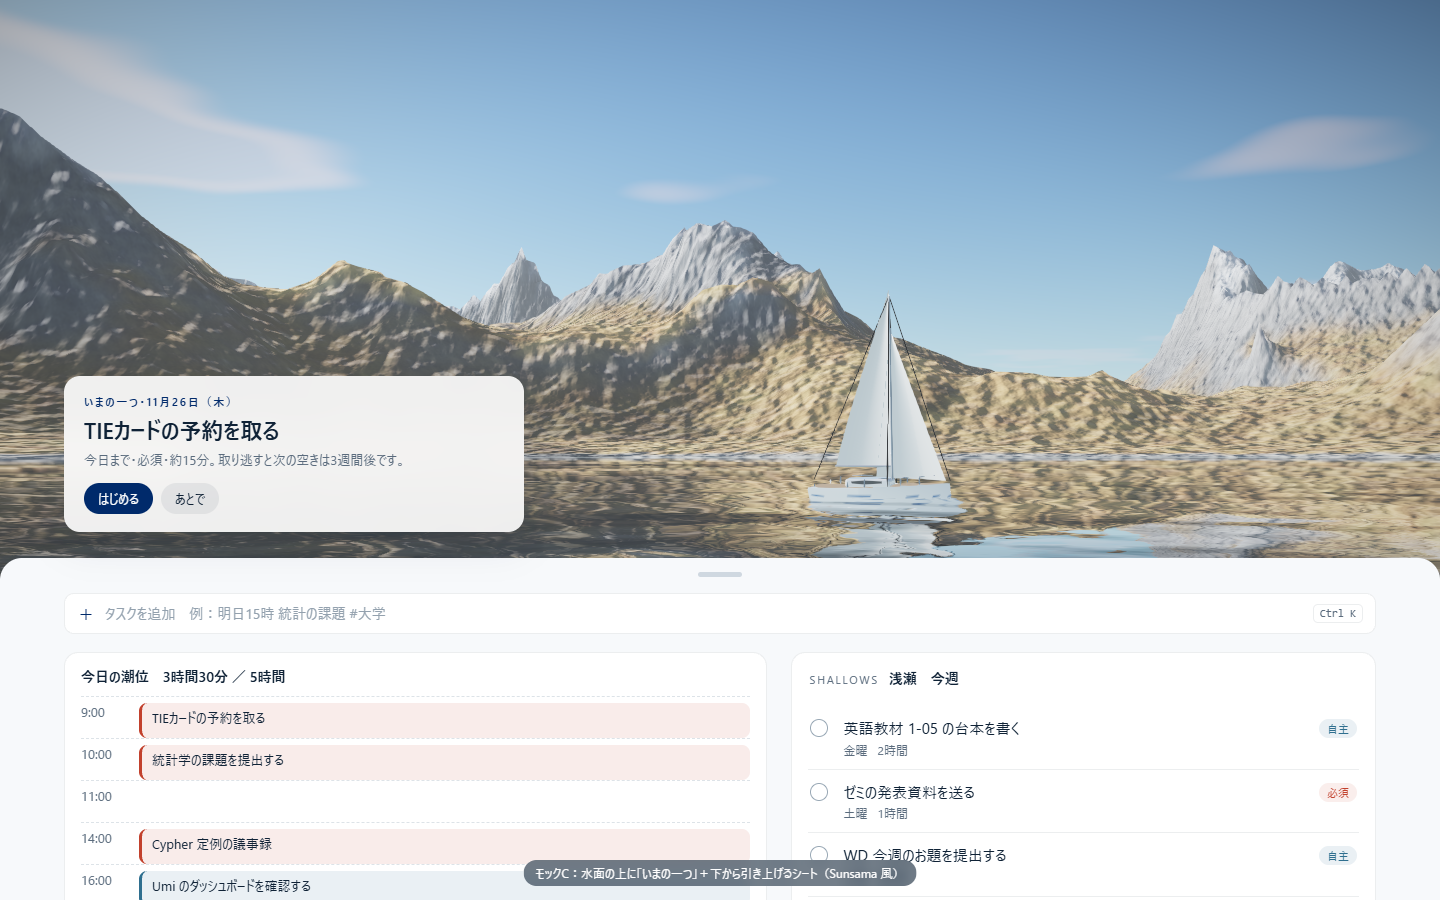 いまの一つ・11月26日（木）
TIEカードの予約を取る
今日まで・必須・約15分。取り逃すと次の空きは3週間後です。
はじめる
あとで
+ タスクを追加 例：明日15時 統計の課題 #大学
Ctrl K
今日の潮位 3時間30分 ／ 5時間
9:00 TIEカードの予約を取る
10:00 統計学の課題を提出する
11:00
14:00 Cypher 定例の議事録
16:00 Umi のダッシュボードを確認する
SHALLOWS 浅瀬 今週
英語教材 1-05 の台本を書く
自主
金曜 2時間
ゼミの発表資料を送る
必須
土曜 1時間
WD 今週のお題を提出する
自主
モックC：水面の上に「いまの一つ」＋下から引き上げるシート（Sunsama 風）